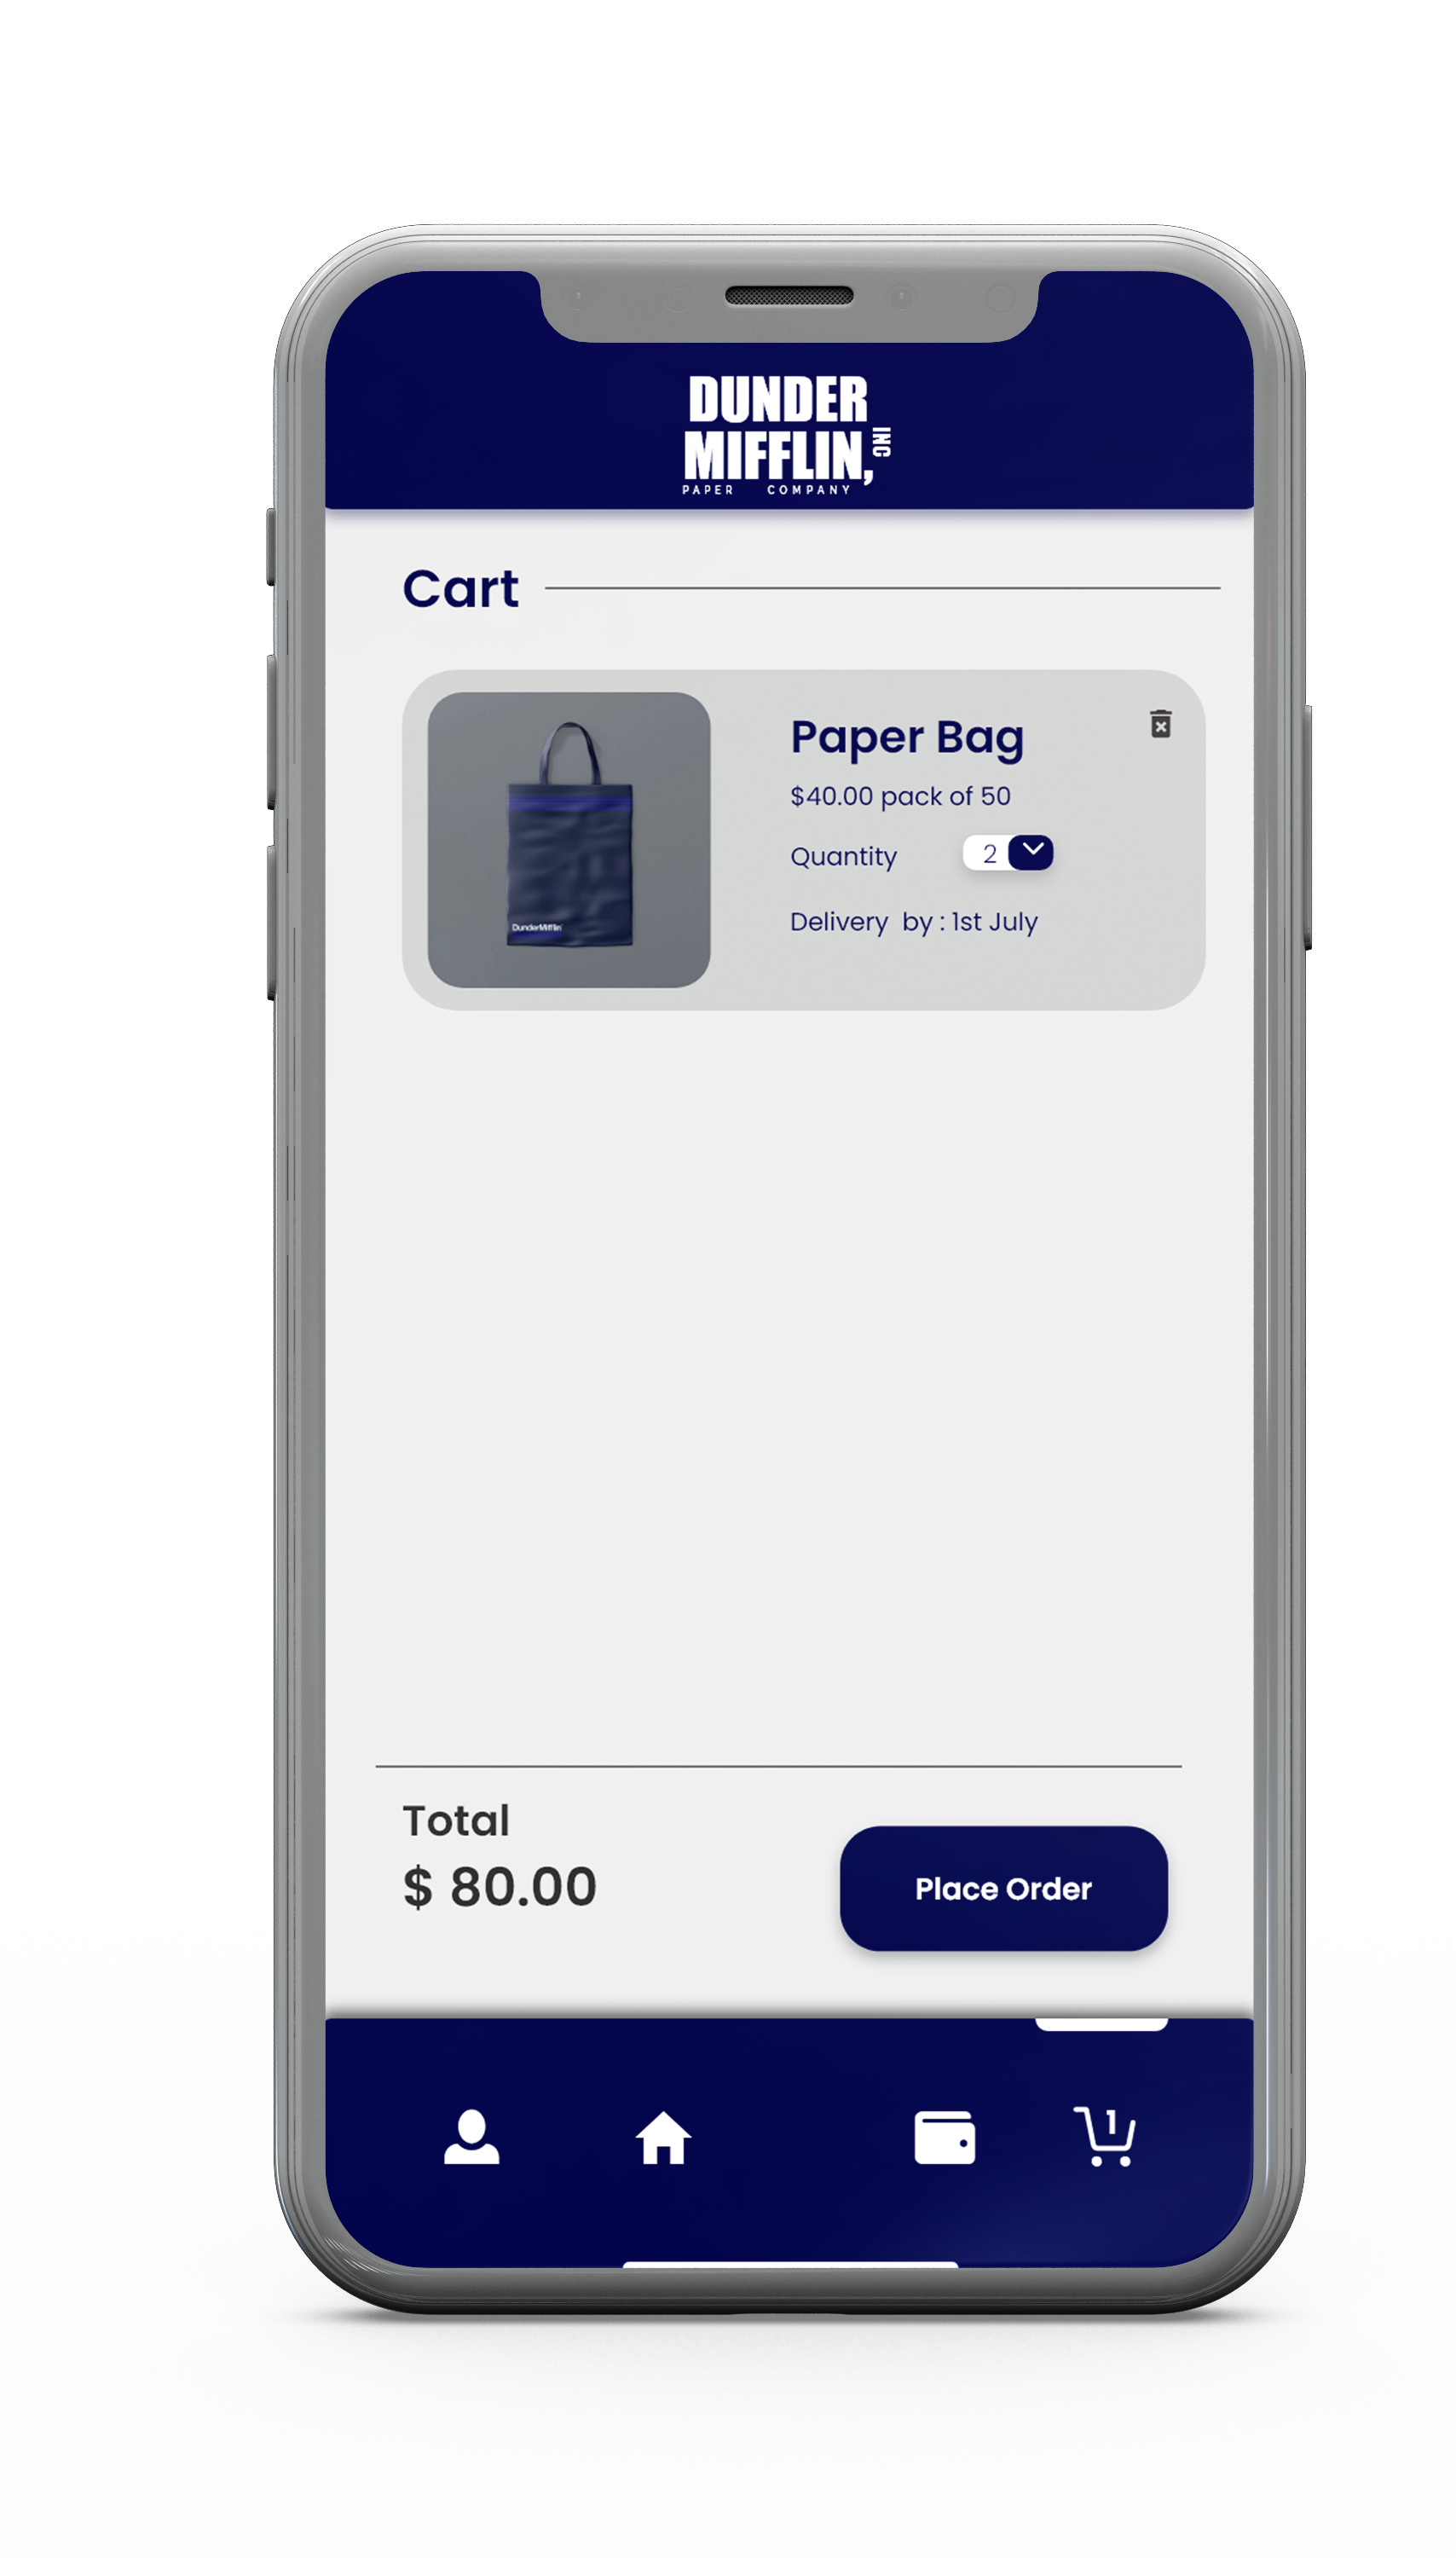 DUNDER
MIFFLIN, INC
PAPER COMPANY
Cart
Paper Bag
$40.00 pack of 50
Quantity 2
Delivery by : 1st July
DunderMifflin
Total
$ 80.00
Place Order
1